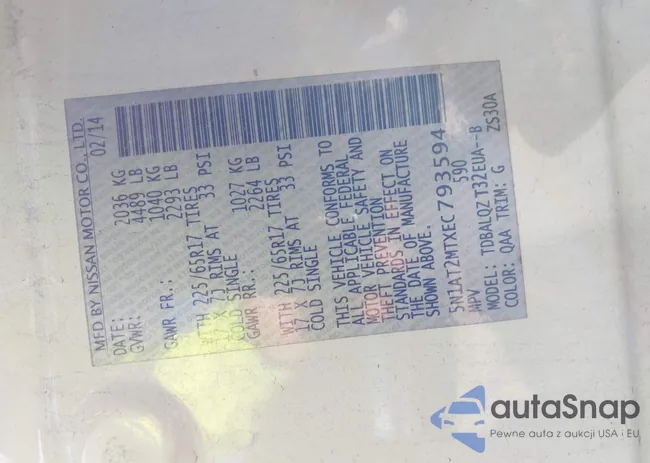 MFD BY NISSAN MOTOR CO., LTD.
DATE: 02/14
GVWR: 2036 KG
4489 LB
GAWR FR.: 1040 KG
2293 LB
WITH 225/65R17 TIRES
17 X 7J RIMS AT 33 PSI
COLD SINGLE
GAWR RR.: 1027 KG
2264 LB
WITH 225/65R17 TIRES
17 X 7J RIMS AT 33 PSI
COLD SINGLE
THIS VEHICLE CONFORMS TO
ALL APPLICABLE FEDERAL
MOTOR VEHICLE SAFETY AND
THEFT PREVENTION
STANDARDS IN EFFECT ON
THE DATE OF MANUFACTURE
SHOWN ABOVE.
5N1AT2MTXEC793594
MPV 590
MODEL: TDBALQZ T32EUA--B
COLOR: QAA TRIM: G ZS30A
autaSnap
Pewne auta z aukcji USA i EU